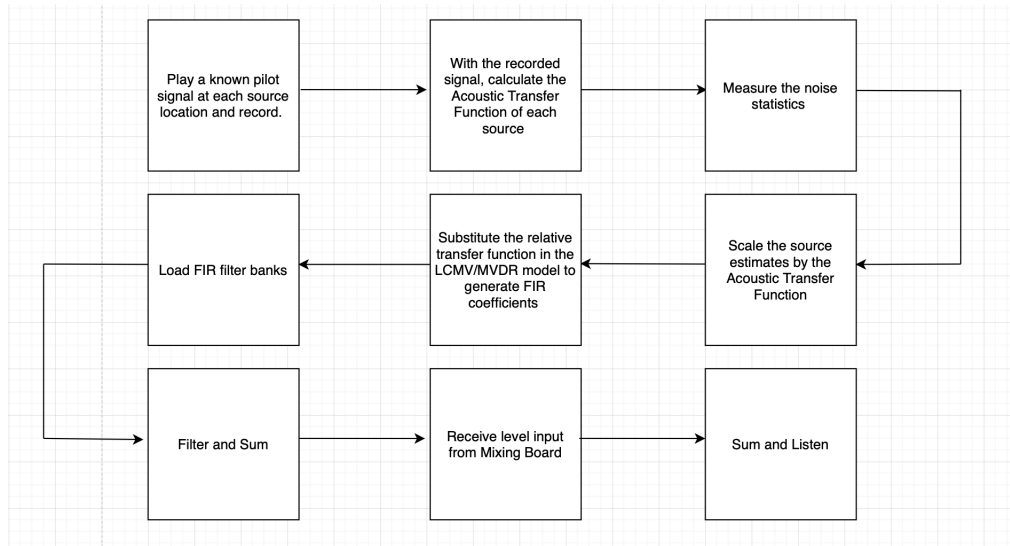 Play a known pilot
signal at each source
location and record.
With the recorded
signal, calculate the
Acoustic Transfer
Function of each
source
Measure the noise
statistics
Scale the source
estimates by the
Acoustic Transfer
Function
Substitute the relative
transfer function in the
LCMV/MVDR model to
generate FIR
coefficients
Load FIR filter banks
Filter and Sum
Receive level input
from Mixing Board
Sum and Listen